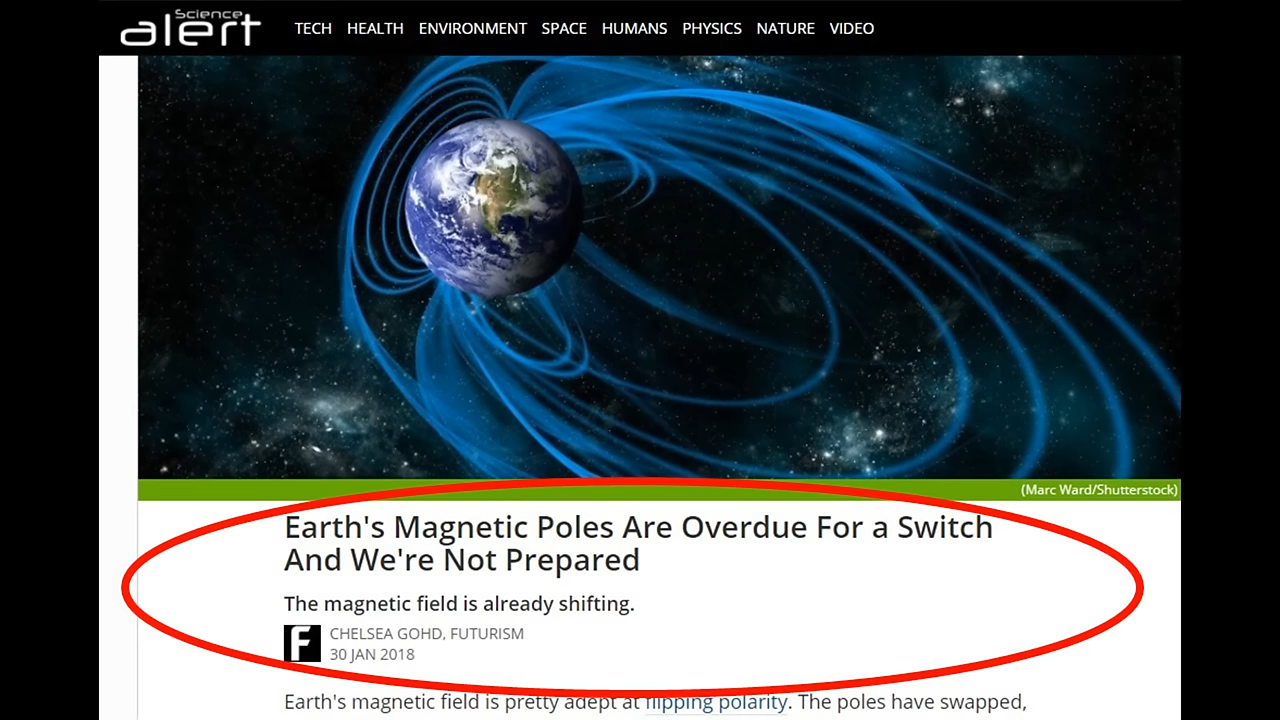 Science
alert
TECH HEALTH ENVIRONMENT SPACE HUMANS PHYSICS NATURE VIDEO
(Marc Ward/Shutterstock)
Earth's Magnetic Poles Are Overdue For a Switch
And We're Not Prepared
The magnetic field is already shifting.
F
CHELSEA GOHD, FUTURISM
30 JAN 2018
Earth's magnetic field is pretty adept at flipping polarity. The poles have swapped,